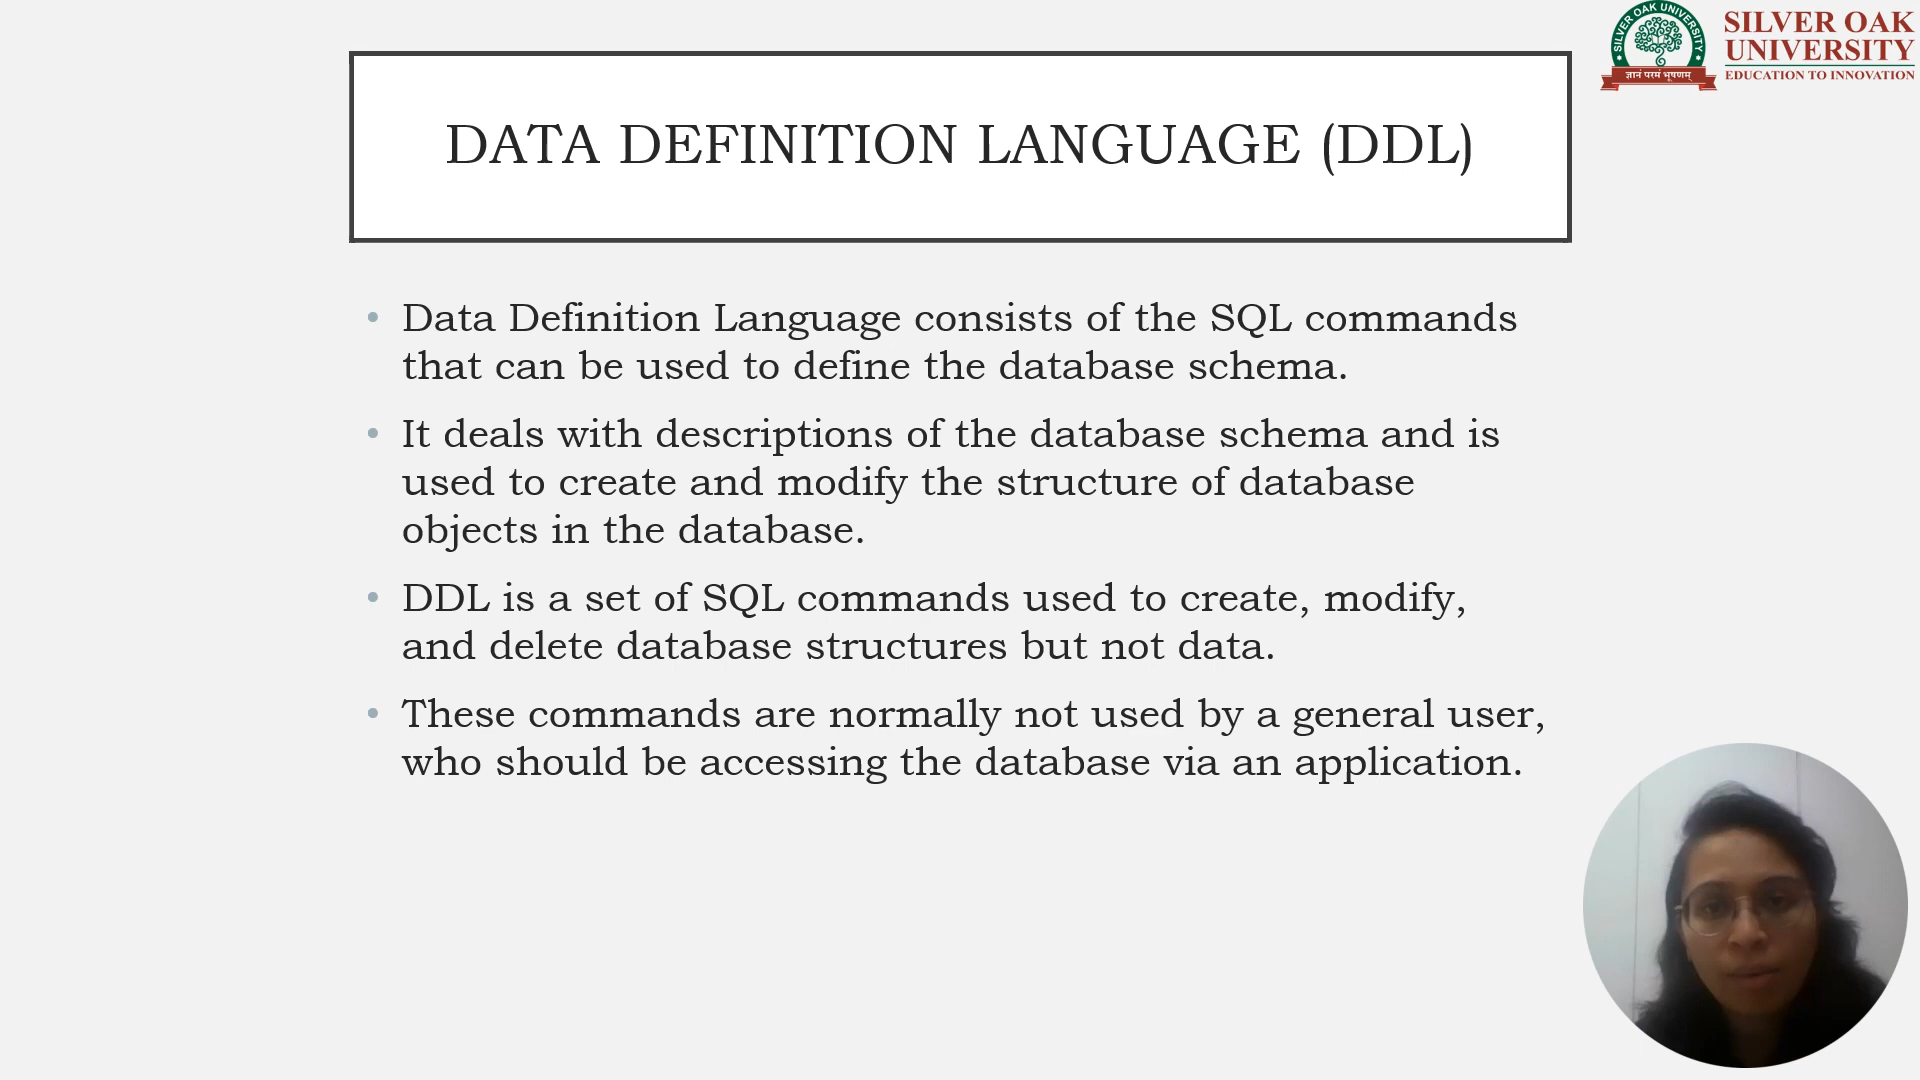 SILVER OAK UNIVERSITY
ज्ञानं परमं भूषणम्
SILVER OAK
UNIVERSITY
EDUCATION TO INNOVATION
DATA DEFINITION LANGUAGE (DDL)
• Data Definition Language consists of the SQL commands
that can be used to define the database schema.
• It deals with descriptions of the database schema and is
used to create and modify the structure of database
objects in the database.
• DDL is a set of SQL commands used to create, modify,
and delete database structures but not data.
• These commands are normally not used by a general user,
who should be accessing the database via an application.